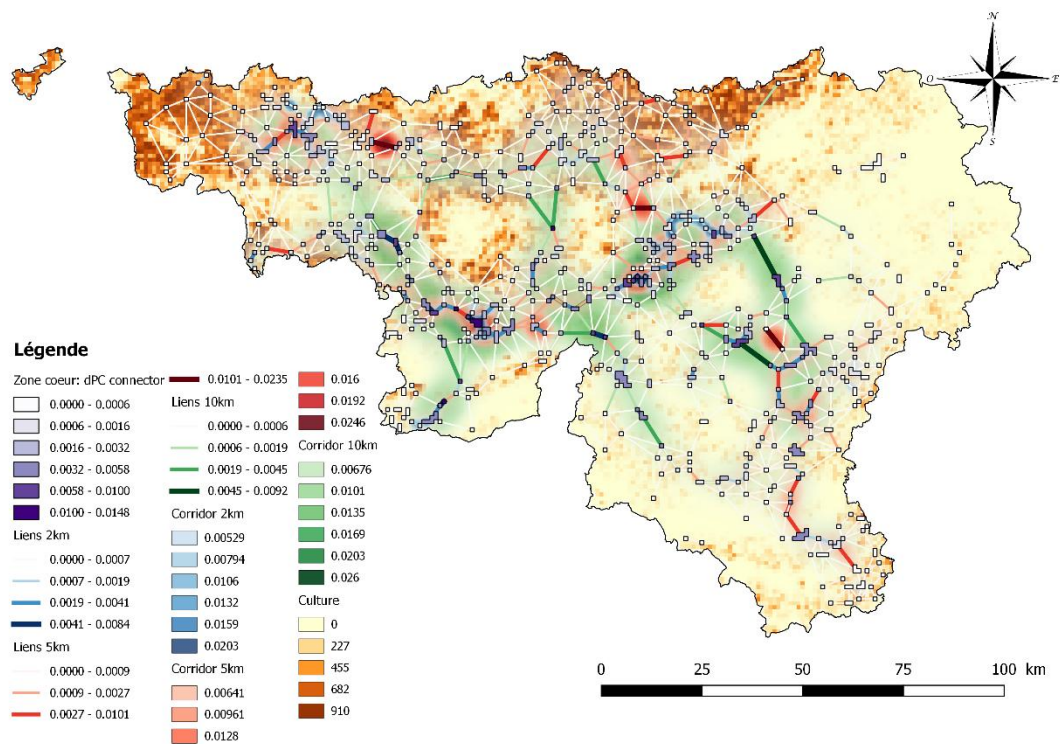 N
O
E
S
Légende
Zone coeur: dPC connector
0.0000 - 0.0006
0.0006 - 0.0016
0.0016 - 0.0032
0.0032 - 0.0058
0.0058 - 0.0100
0.0100 - 0.0148
Liens 2km
0.0000 - 0.0007
0.0007 - 0.0019
0.0019 - 0.0041
0.0041 - 0.0084
Liens 5km
0.0000 - 0.0009
0.0009 - 0.0027
0.0027 - 0.0101
0.0101 - 0.0235
Liens 10km
0.0000 - 0.0006
0.0006 - 0.0019
0.0019 - 0.0045
0.0045 - 0.0092
Corridor 2km
0.00529
0.00794
0.0106
0.0132
0.0159
0.0203
Corridor 5km
0.00641
0.00961
0.0128
0.016
0.0192
0.0246
Corridor 10km
0.00676
0.0101
0.0135
0.0169
0.0203
0.026
Culture
0
227
455
682
910
0 25 50 75 100 km